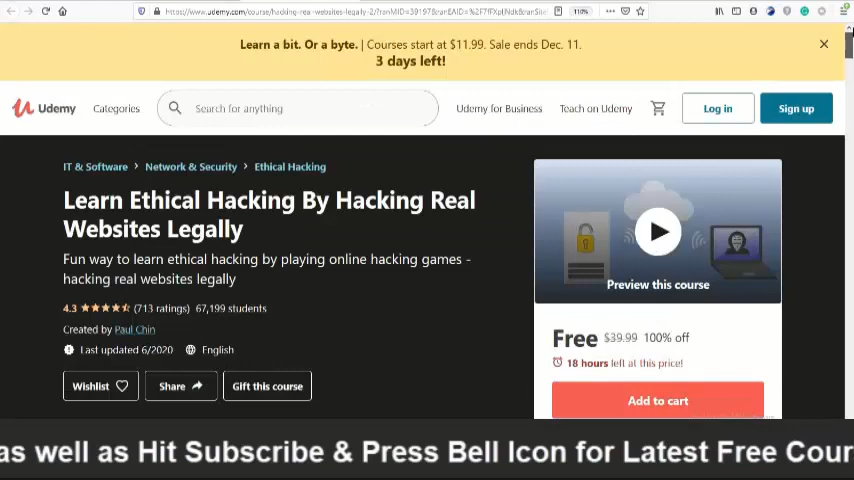 110%
Learn a bit. Or a byte. | Courses start at $11.99. Sale ends Dec. 11.
3 days left!
Udemy
Categories
Search for anything
Udemy for Business
Teach on Udemy
Log in
Sign up
IT & Software > Network & Security > Ethical Hacking
Learn Ethical Hacking By Hacking Real
Websites Legally
Fun way to learn ethical hacking by playing online hacking games -
hacking real websites legally
4.3 (713 ratings) 67,199 students
Created by Paul Chin
Last updated 6/2020 English
Wishlist
Share
Gift this course
Preview this course
Free $39.99 100% off
18 hours left at this price!
Add to cart
as well as Hit Subscribe & Press Bell Icon for Latest Free Cour